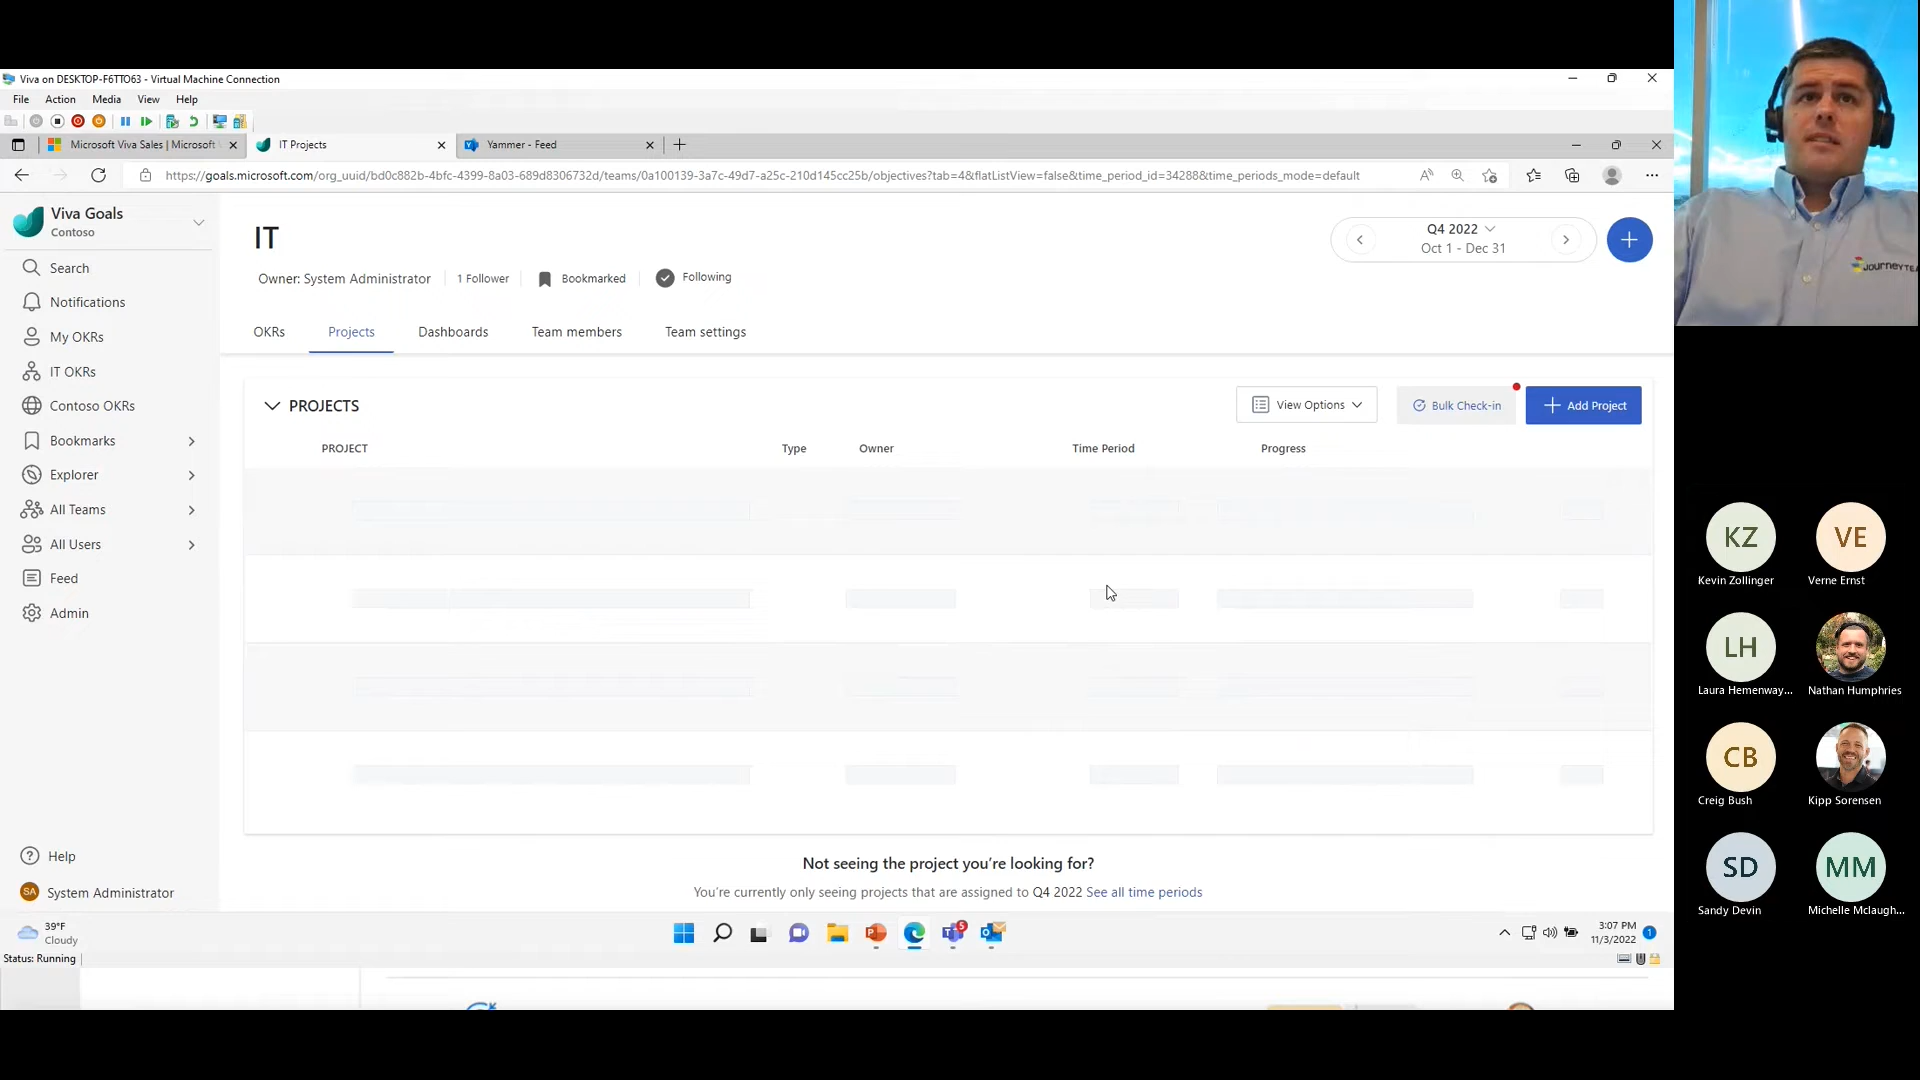 Viva on DESKTOP-F6TTO63 - Virtual Machine Connection
File Action Media View Help
Microsoft Viva Sales | Microsoft
IT Projects
Yammer - Feed
https://goals.microsoft.com/org_uuid/bd0c882b-4bfc-4399-8a03-689d8306732d/teams/0a100139-3a7c-49d7-a25c-210d145cc25b/objectives?tab=4&flatListView=false&time_period_id=34288&time_periods_mode=default
Viva Goals
Contoso
Search
Notifications
My OKRs
IT OKRs
Contoso OKRs
Bookmarks
Explorer
All Teams
All Users
Feed
Admin
Help
SA System Administrator
IT
Owner: System Administrator
1 Follower
Bookmarked
Following
Q4 2022
Oct 1 - Dec 31
OKRs
Projects
Dashboards
Team members
Team settings
PROJECTS
View Options
Bulk Check-in
Add Project
PROJECT
Type
Owner
Time Period
Progress
Not seeing the project you're looking for?
You're currently only seeing projects that are assigned to Q4 2022 See all time periods
39°F
Cloudy
5
3:07 PM
11/3/2022
1
Status: Running
JOURNEYTEA
KZ
Kevin Zollinger
VE
Verne Ernst
LH
Laura Hemenway...
Nathan Humphries
CB
Creig Bush
Kipp Sorensen
SD
Sandy Devin
MM
Michelle Mclaugh...